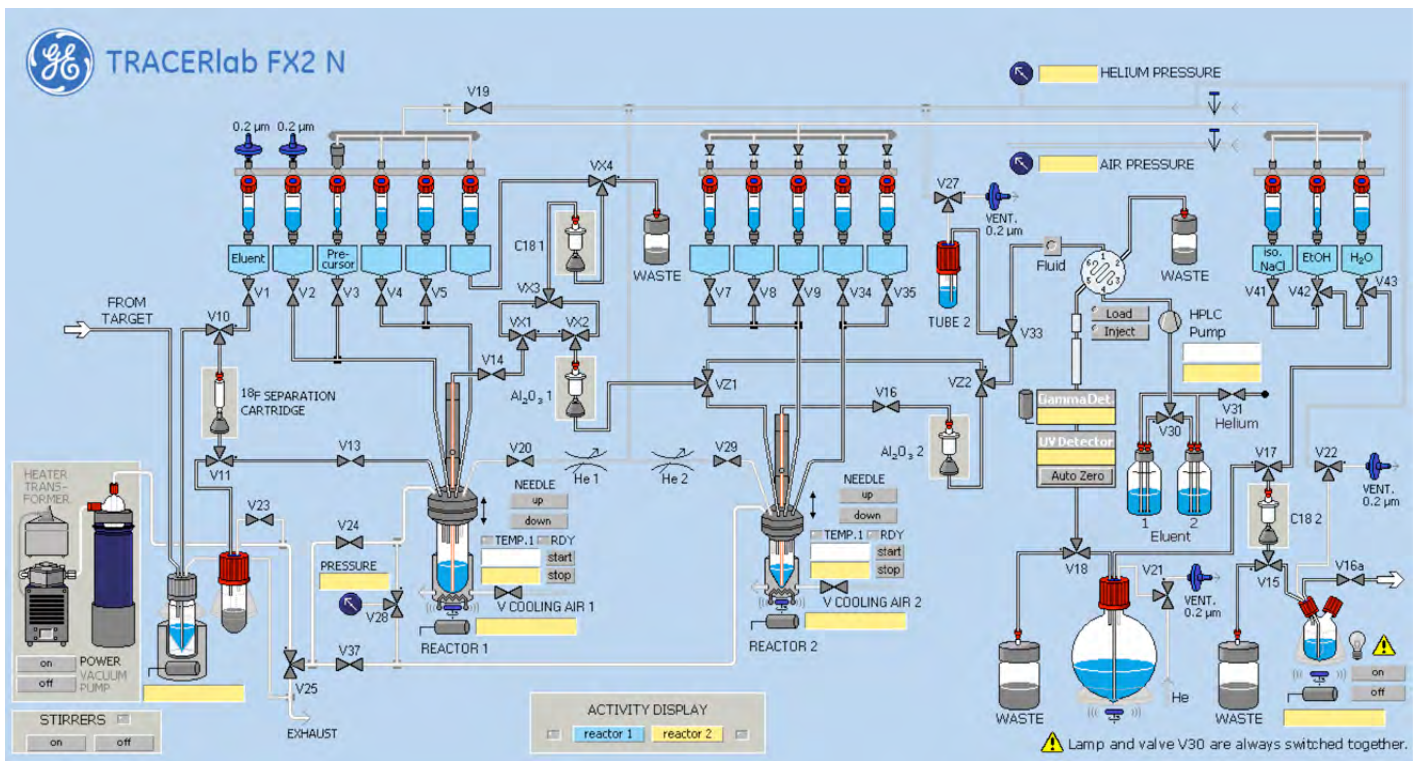 GE
TRACERlab FX2 N
HELIUM PRESSURE
AIR PRESSURE
V19
0.2 µm
0.2 µm
VX4
V27
VENT.
0.2 µm
C18 1
WASTE
WASTE
Fluid
Eluent
Pre-
cursor
iso.
NaCl
EtOH
H₂O
V1
V2
V3
V4
V5
VX3
V7
V8
V9
V34
V35
TUBE 2
V41
V42
V43
FROM
TARGET
V10
VX1
VX2
V14
V33
Load
Inject
HPLC
Pump
¹⁸F SEPARATION
CARTRIDGE
Al₂O₃ 1
VZ1
VZ2
V16
GammaDet.
UV Detector
Auto Zero
V31
Helium
V30
1
2
Eluent
V13
V11
V20
He 1
He 2
V29
Al₂O₃ 2
V17
V22
VENT.
0.2 µm
C18 2
HEATER
TRANS-
FORMER
V23
V24
PRESSURE
V28
NEEDLE
up
down
TEMP.1
RDY
start
stop
V COOLING AIR 1
REACTOR 1
NEEDLE
up
down
TEMP.1
RDY
start
stop
V COOLING AIR 2
REACTOR 2
V18
V21
VENT.
0.2 µm
He
V15
V16a
on
off
POWER
VACUUM
PUMP
V25
V37
EXHAUST
WASTE
WASTE
on
off
STIRRERS
on
off
ACTIVITY DISPLAY
reactor 1
reactor 2
Lamp and valve V30 are always switched together.